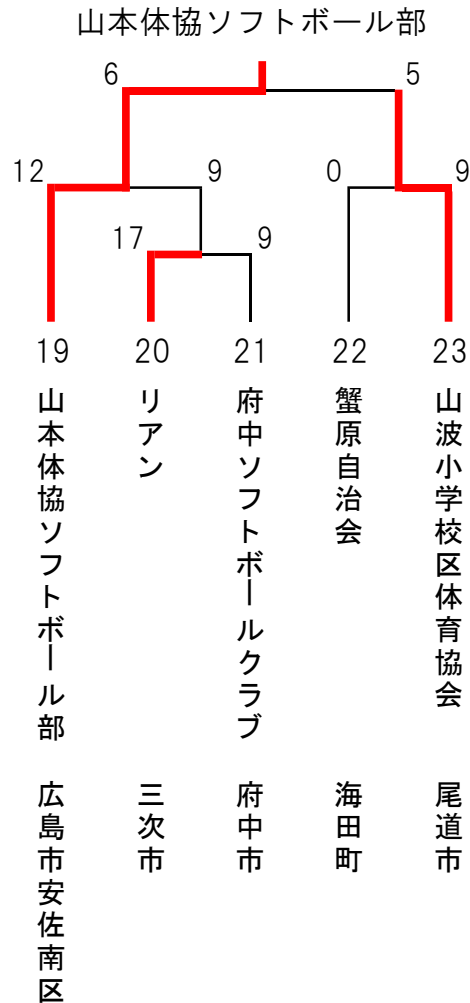 山本体協ソフトボール部
6 5
12 9 0 9
17 9
19 20 21 22 23
山本体協ソフトボール部
リアン
府中ソフトボールクラブ
蟹原自治会
山波小学校区体育協会
広島市安佐南区
三次市
府中市
海田町
尾道市